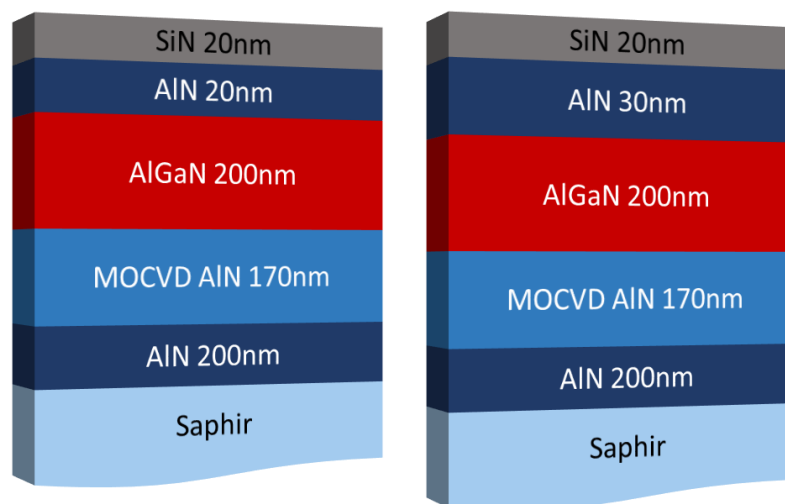 SiN 20nm
AlN 20nm
AlGaN 200nm
MOCVD AlN 170nm
AlN 200nm
Saphir
SiN 20nm
AlN 30nm
AlGaN 200nm
MOCVD AlN 170nm
AlN 200nm
Saphir